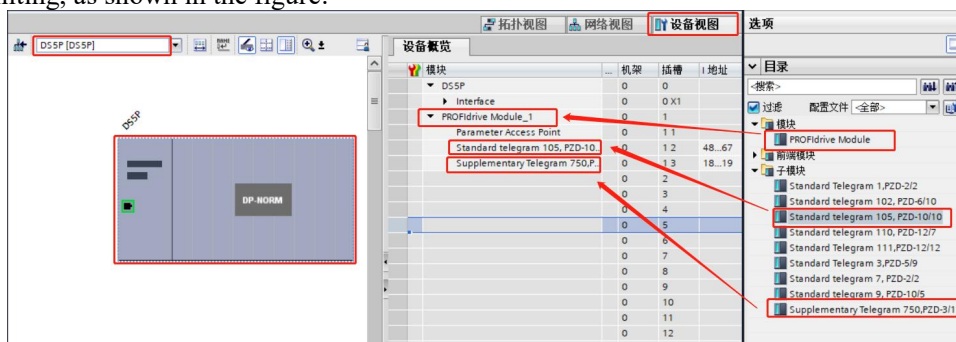 nting, as shown in the figure.
拓扑视图 网络视图 设备视图 选项
DS5P [DS5P] 设备概览
模块 ... 机架 插槽 I 地址 目录
DS5P 0 0 <搜索>
Interface 0 0 X1 过滤 配置文件 <全部>
PROFIdrive Module_1 0 1 模块
Parameter Access Point 0 1 1 PROFIdrive Module
Standard telegram 105, PZD-10... 0 1 2 48...67 前端模块
Supplementary Telegram 750,P... 0 1 3 18...19 子模块
0 2 Standard Telegram 1,PZD-2/2
0 3 Standard telegram 102, PZD-6/10
0 4 Standard telegram 105, PZD-10/10
0 5 Standard telegram 110, PZD-12/7
0 6 Standard Telegram 111,PZD-12/12
0 7 Standard Telegram 3,PZD-5/9
0 8 Standard telegram 7, PZD-2/2
0 9 Standard telegram 9, PZD-10/5
0 10 Supplementary Telegram 750,PZD-3/1
0 11
0 12
DS5P
DP-NORM